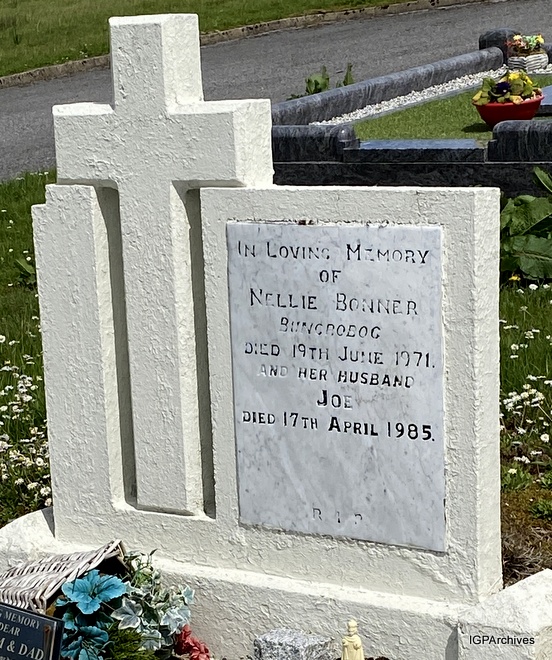 In Loving Memory
of
Nellie Bonner
Bungrobog
died 19th June 1971.
and her husband
Joe
died 17th April 1985.
R I P
MEMORY
DEAR
M & DAD
IGPArchives